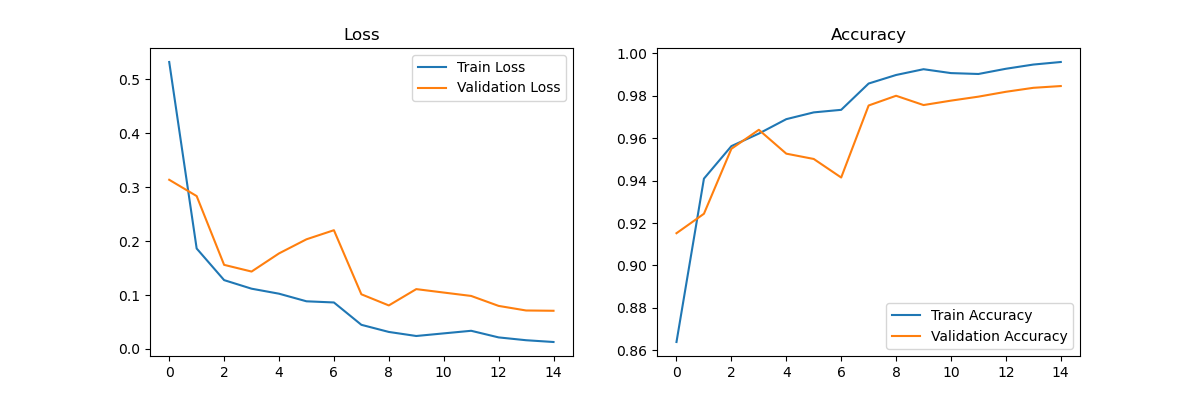 Loss
Train Loss
Validation Loss
0.5
0.4
0.3
0.2
0.1
0.0
0 2 4 6 8 10 12 14
Accuracy
1.00
0.98
0.96
0.94
0.92
0.90
0.88
0.86
Train Accuracy
Validation Accuracy
0 2 4 6 8 10 12 14